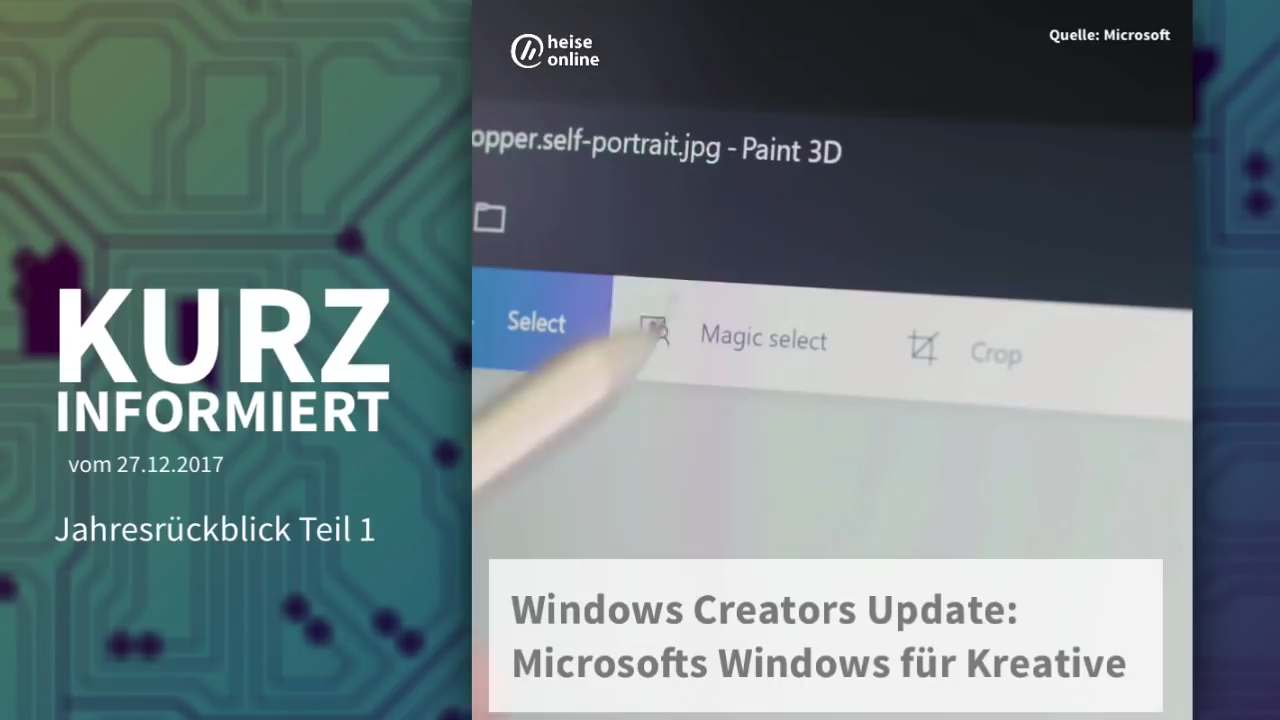 KURZ
INFORMIERT
vom 27.12.2017
Jahresrückblick Teil 1
heise
online
Quelle: Microsoft
opper.self-portrait.jpg - Paint 3D
Select
Magic select
Crop
Windows Creators Update:
Microsofts Windows für Kreative